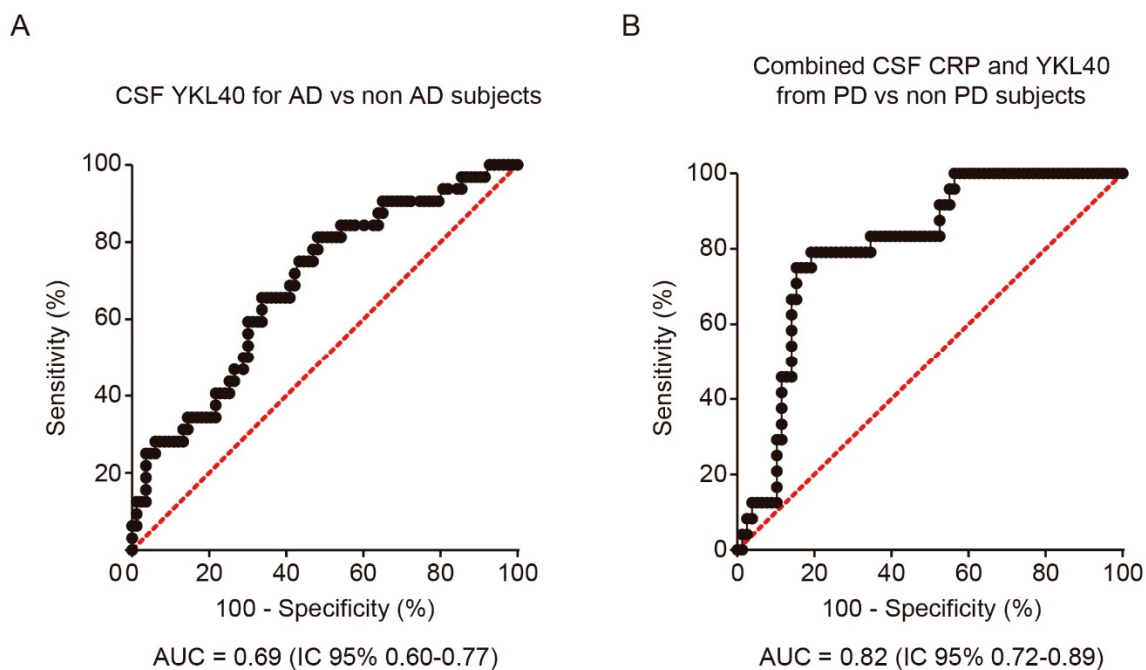 A
CSF YKL40 for AD vs non AD subjects
Sensitivity (%)
100
80
60
40
20
0
0
20
40
60
80
100
100 - Specificity (%)
AUC = 0.69 (IC 95% 0.60-0.77)
B
Combined CSF CRP and YKL40
from PD vs non PD subjects
Sensitivity (%)
100
80
60
40
20
0
0
20
40
60
80
100
100 - Specificity (%)
AUC = 0.82 (IC 95% 0.72-0.89)